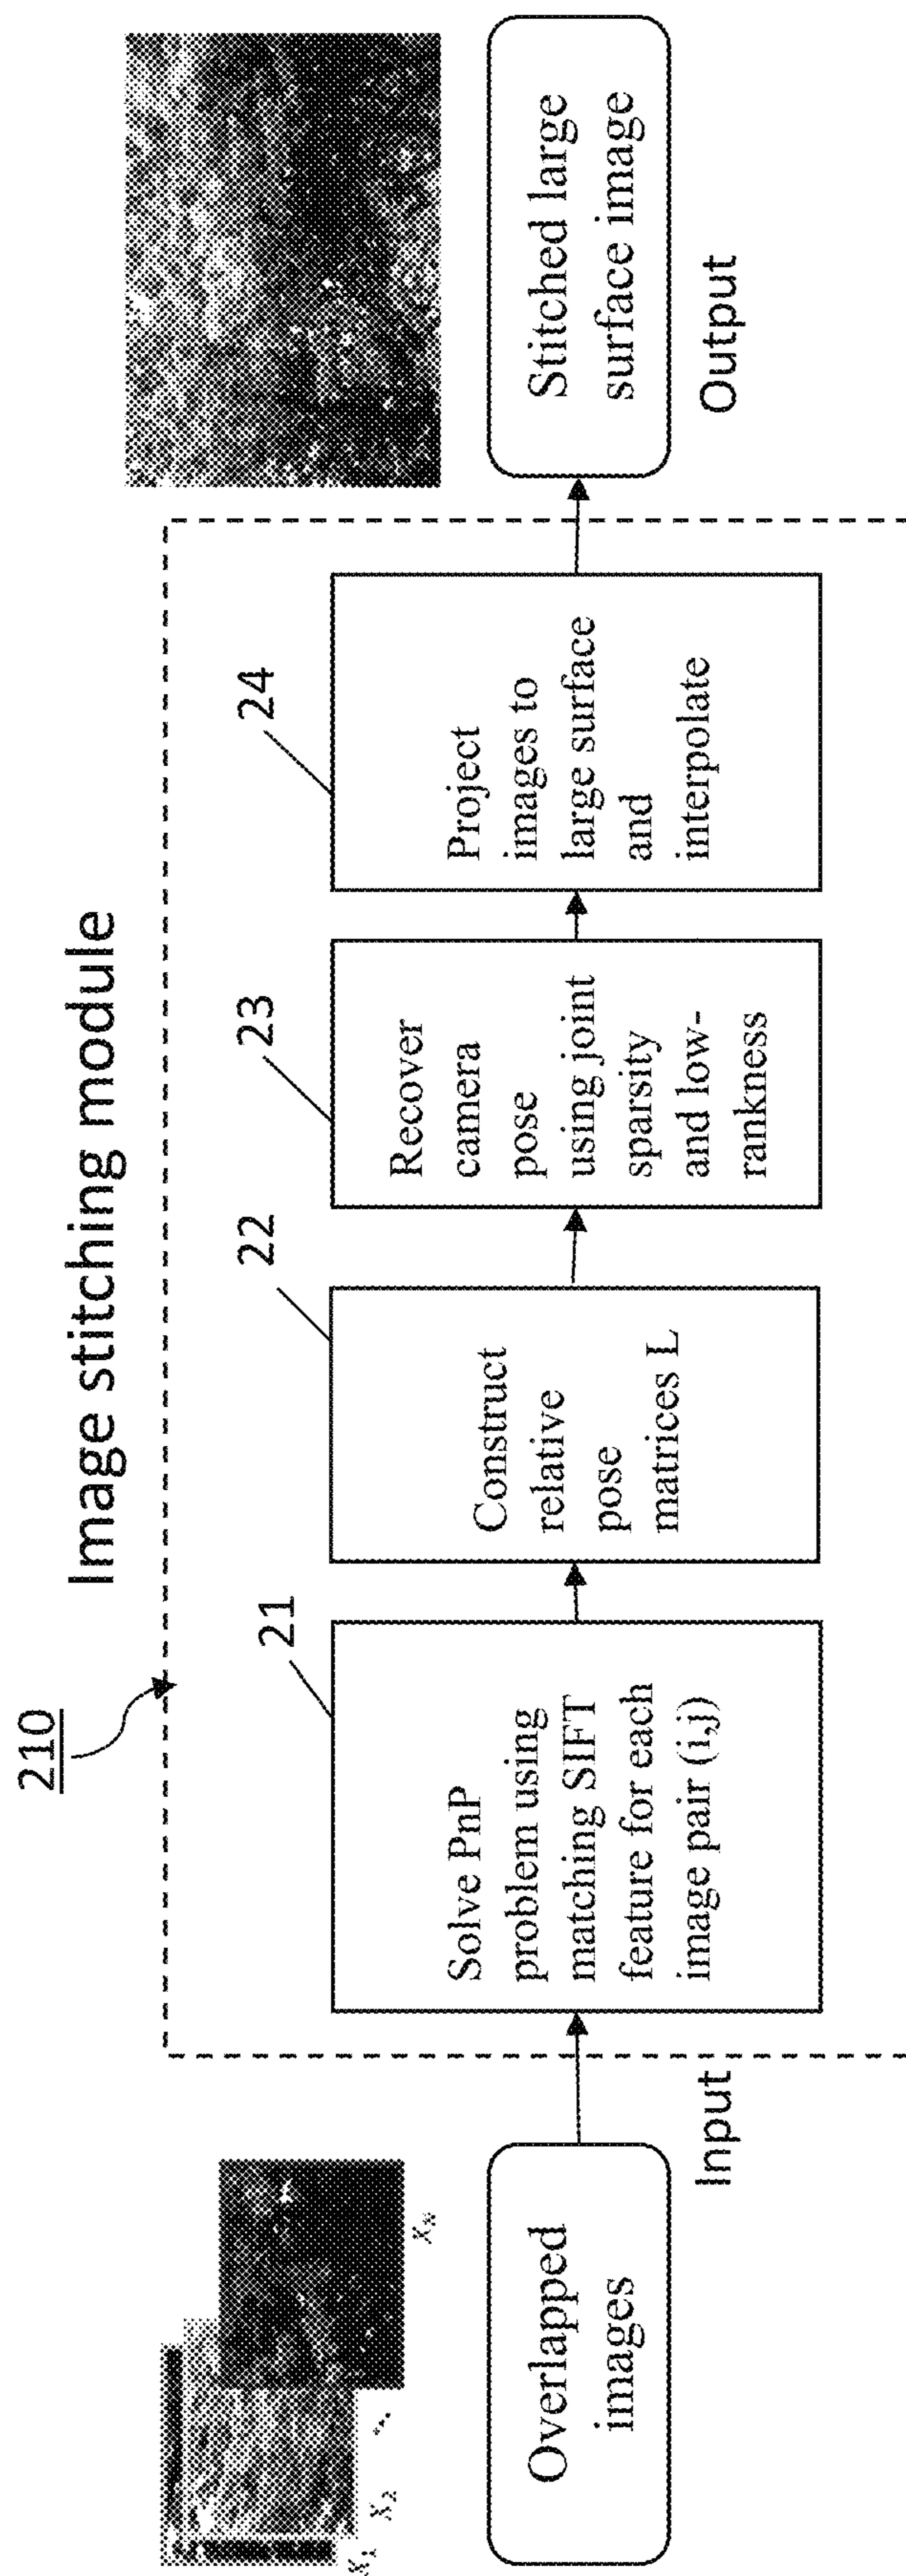 Image stitching module
210
X₁
X₂
...
Xₙ
Overlapped
images
Input
21
Solve PnP
problem using
matching SIFT
feature for each
image pair (i,j)
22
Construct
relative
pose
matrices L
23
Recover
camera
pose
using joint
sparsity
and low-
rankness
24
Project
images to
large surface
and
interpolate
Stitched large
surface image
Output